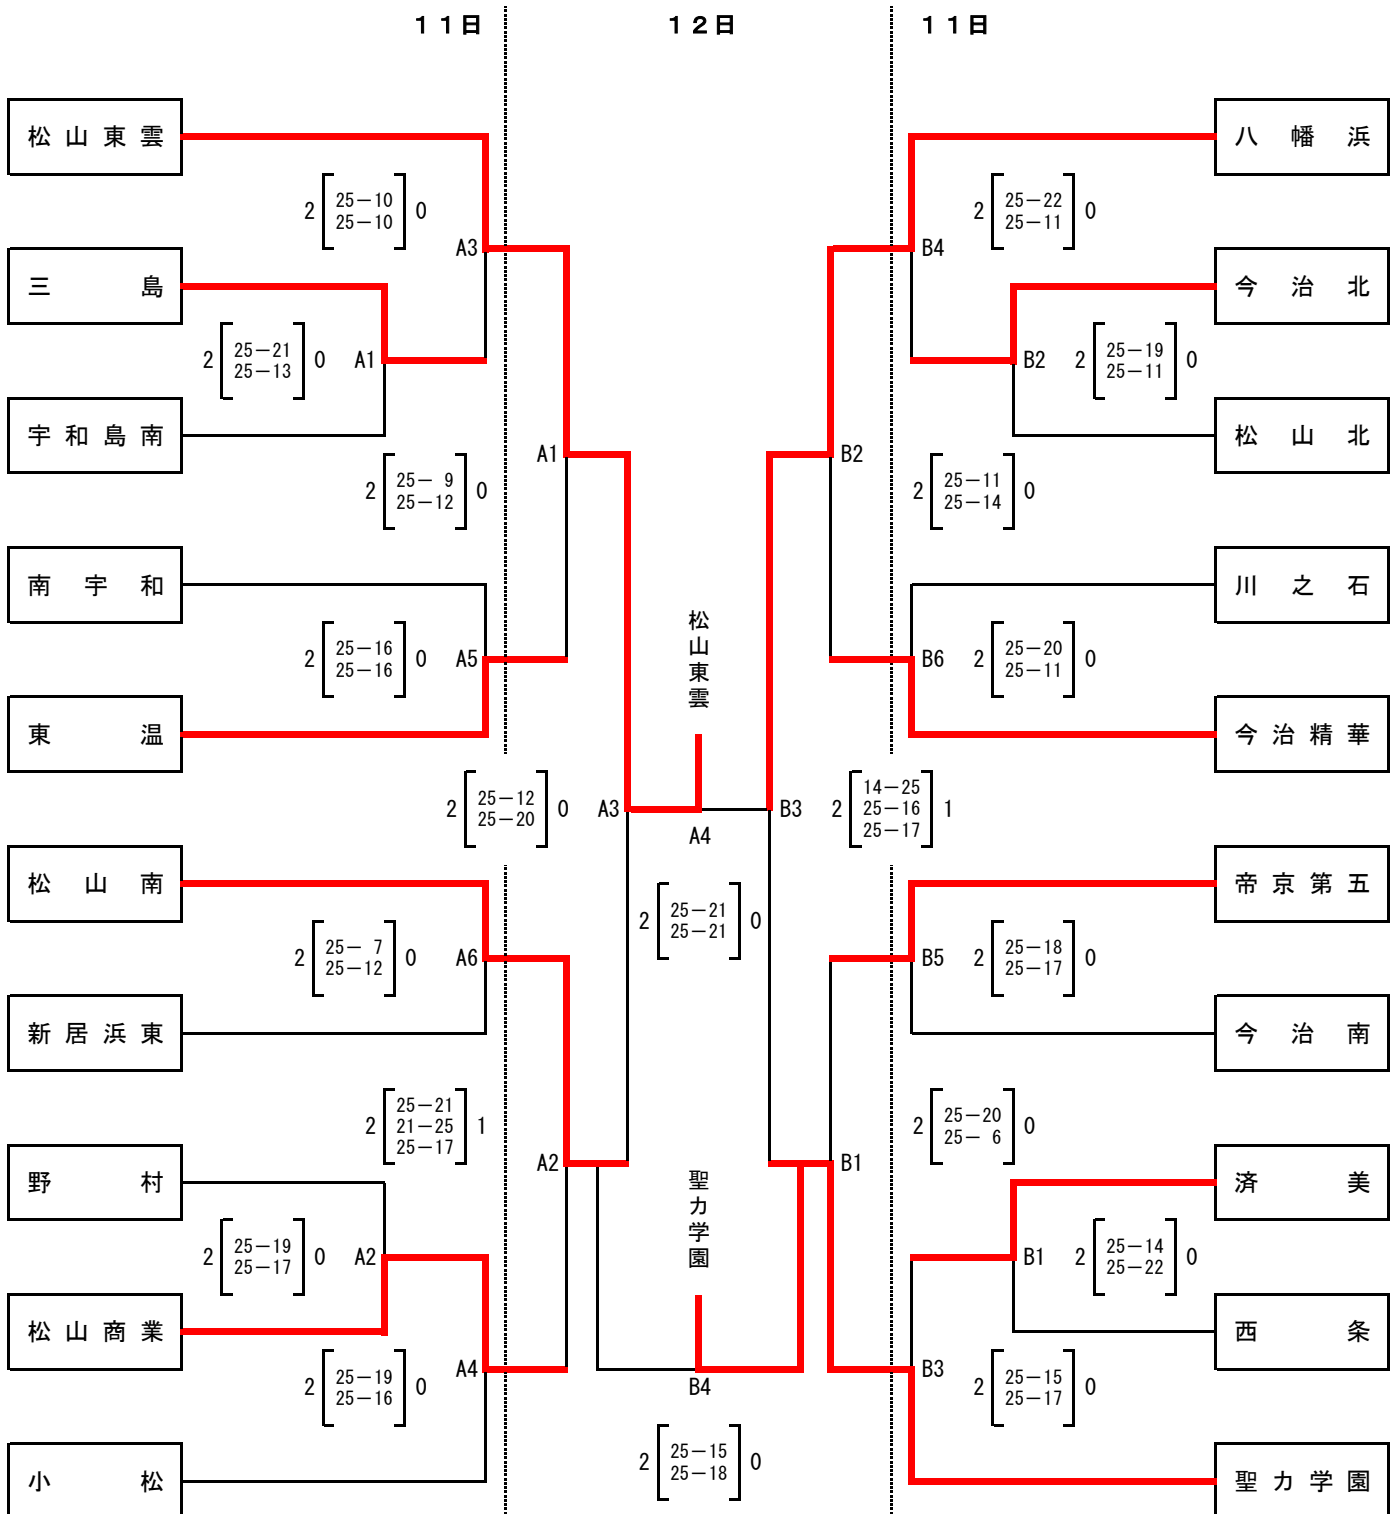 １１日
１２日
１１日
松山東雲
八幡浜
2 25－10 0
25－10
2 25－22 0
25－11
A3
B4
三島
今治北
2 25－21 0
25－13
A1
B2
2 25－19 0
25－11
宇和島南
松山北
A1
B2
2 25－ 9 0
25－12
2 25－11 0
25－14
南宇和
川之石
松山東雲
2 25－16 0
25－16
A5
B6
2 25－20 0
25－11
東温
今治精華
2 25－12 0
25－20
A3
A4
B3
2 14－25 1
25－16
25－17
松山南
帝京第五
2 25－21 0
25－21
2 25－ 7 0
25－12
A6
B5
2 25－18 0
25－17
新居浜東
今治南
2 25－21 1
21－25
25－17
2 25－20 0
25－ 6
A2
B1
野村
済美
聖カ学園
2 25－19 0
25－17
A2
B1
2 25－14 0
25－22
松山商業
西条
2 25－19 0
25－16
A4
B4
B3
2 25－15 0
25－17
2 25－15 0
25－18
小松
聖カ学園